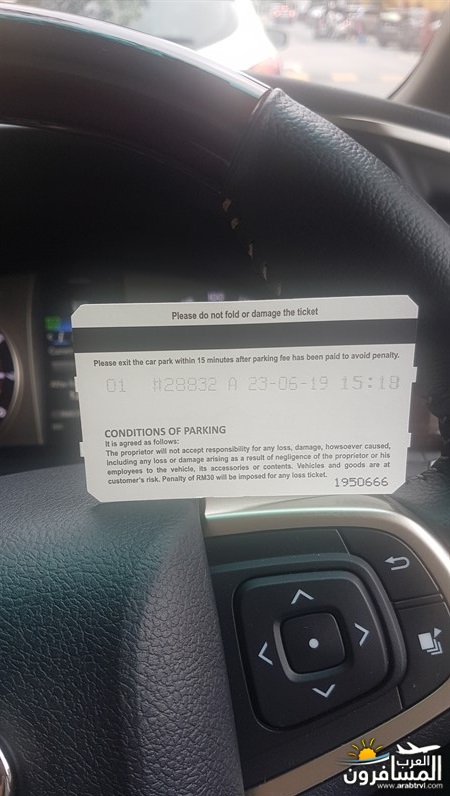 Please do not fold or damage the ticket
Please exit the car park within 15 minutes after parking fee has been paid to avoid penalty.
01 #28832 A 23-06-19 15:18
CONDITIONS OF PARKING
It is agreed as follows:
The proprietor will not accept responsibility for any loss, damage, howsoever caused,
including any loss or damage arising as a result of negligence of the proprietor or his
employees to the vehicle, its accessories or contents. Vehicles and goods are at
customer's risk. Penalty of RM30 will be imposed for any loss ticket.
1950666
العرب
المسافرون
www.arabtrvl.com